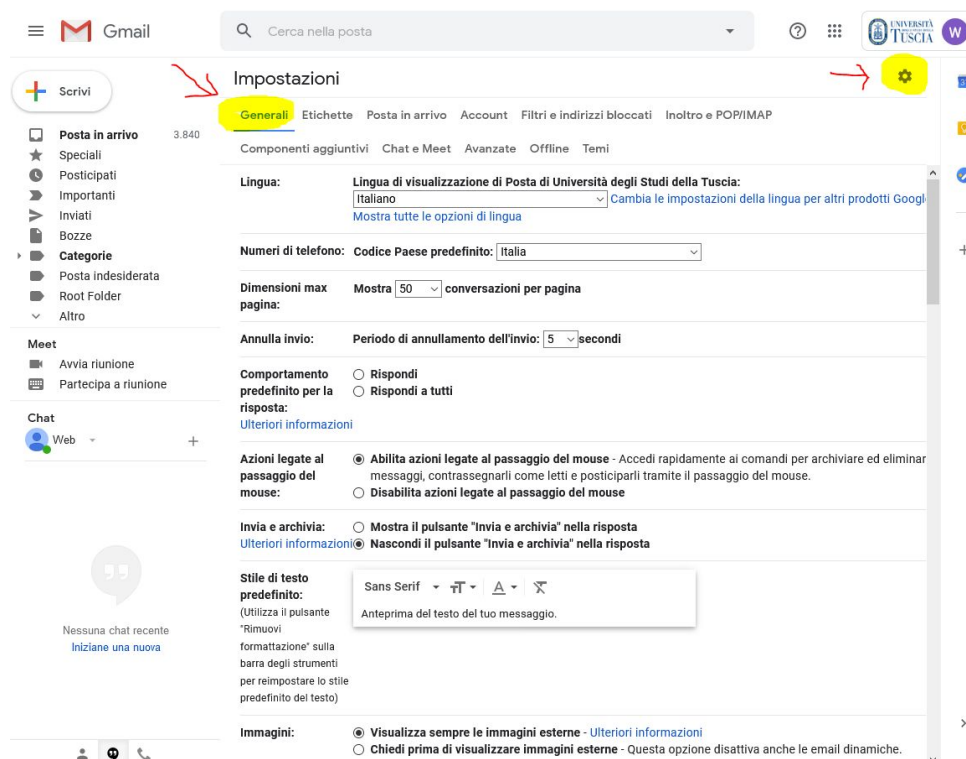 Gmail
Cerca nella posta
UNIVERSITÀ
TUSCIA
W
Scrivi
Posta in arrivo 3.840
Speciali
Posticipati
Importanti
Inviati
Bozze
Categorie
Posta indesiderata
Root Folder
Altro
Meet
Avvia riunione
Partecipa a riunione
Chat
Web
Nessuna chat recente
Iniziane una nuova
Impostazioni
Generali Etichette Posta in arrivo Account Filtri e indirizzi bloccati Inoltro e POP/IMAP
Componenti aggiuntivi Chat e Meet Avanzate Offline Temi
Lingua:
Lingua di visualizzazione di Posta di Università degli Studi della Tuscia:
Italiano Cambia le impostazioni della lingua per altri prodotti Googl
Mostra tutte le opzioni di lingua
Numeri di telefono: Codice Paese predefinito: Italia
Dimensioni max
pagina:
Mostra 50 conversazioni per pagina
Annulla invio: Periodo di annullamento dell'invio: 5 secondi
Comportamento
predefinito per la
risposta:
Ulteriori informazioni
Rispondi
Rispondi a tutti
Azioni legate al
passaggio del
mouse:
Abilita azioni legate al passaggio del mouse - Accedi rapidamente ai comandi per archiviare ed eliminar
messaggi, contrassegnarli come letti e posticiparli tramite il passaggio del mouse.
Disabilita azioni legate al passaggio del mouse
Invia e archivia:
Ulteriori informazioni
Mostra il pulsante "Invia e archivia" nella risposta
Nascondi il pulsante "Invia e archivia" nella risposta
Stile di testo
predefinito:
(Utilizza il pulsante
"Rimuovi
formattazione" sulla
barra degli strumenti
per reimpostare lo stile
predefinito del testo)
Sans Serif
Anteprima del testo del tuo messaggio.
Immagini:
Visualizza sempre le immagini esterne - Ulteriori informazioni
Chiedi prima di visualizzare immagini esterne - Questa opzione disattiva anche le email dinamiche.